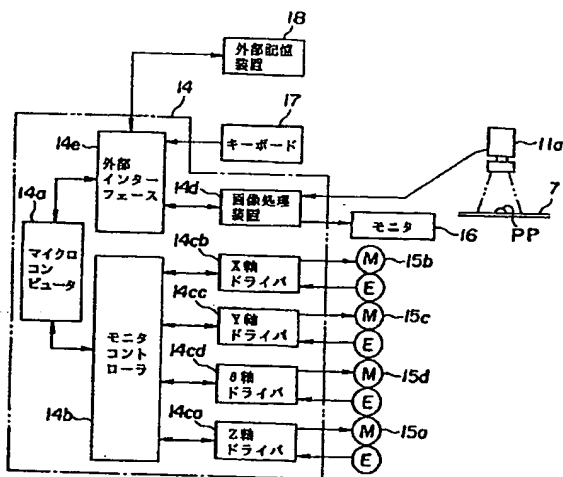 18
外部記憶
装置
14
17
キーボード
14e
外部
インター
フェース
11a
14d
画像処理
装置
7
モニタ
16
PP
14a
マイクロ
コン
ピュータ
14cb
X軸
ドライバ
M
15b
E
14cc
Y軸
ドライバ
M
15c
E
モニタ
コント
ローラ
14cd
θ軸
ドライバ
M
15d
E
14b
14ca
Z軸
ドライバ
M
15a
E